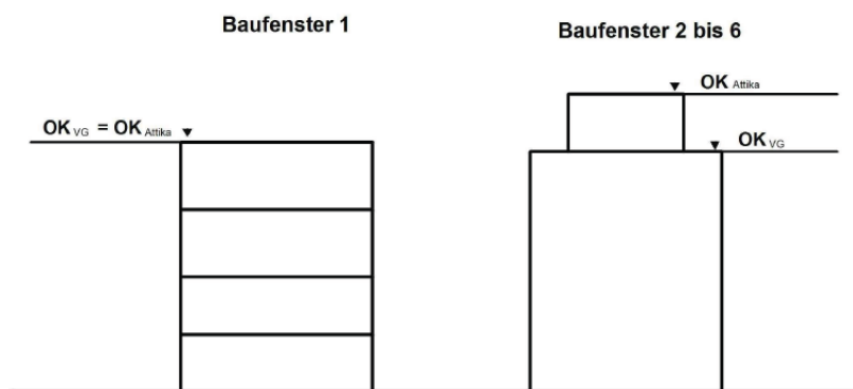 Baufenster 1
Baufenster 2 bis 6
OK Attika
OK VG = OK Attika
OK VG